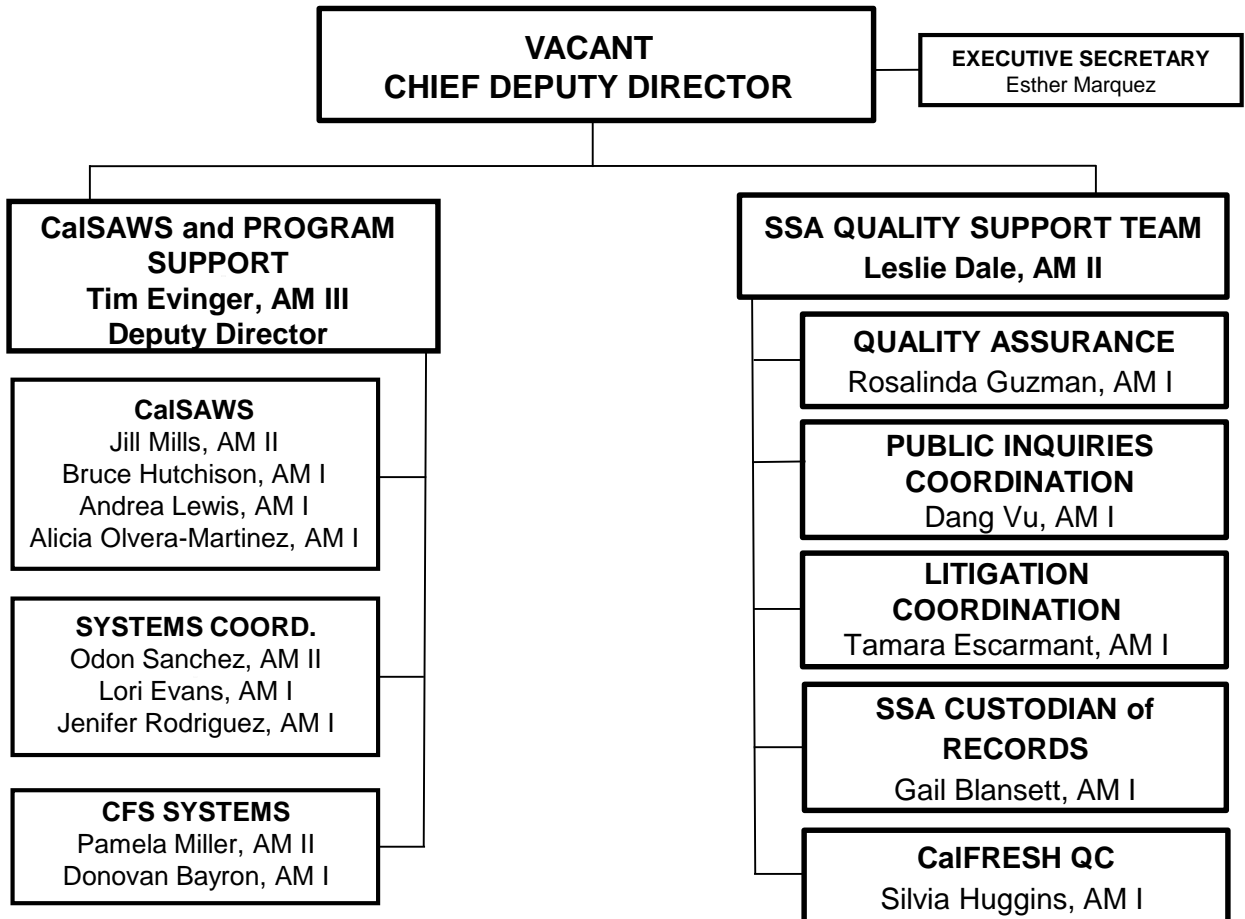 VACANT
CHIEF DEPUTY DIRECTOR
EXECUTIVE SECRETARY
Esther Marquez
CalSAWS and PROGRAM
SUPPORT
Tim Evinger, AM III
Deputy Director
CalSAWS
Jill Mills, AM II
Bruce Hutchison, AM I
Andrea Lewis, AM I
Alicia Olvera-Martinez, AM I
SYSTEMS COORD.
Odon Sanchez, AM II
Lori Evans, AM I
Jenifer Rodriguez, AM I
CFS SYSTEMS
Pamela Miller, AM II
Donovan Bayron, AM I
SSA QUALITY SUPPORT TEAM
Leslie Dale, AM II
QUALITY ASSURANCE
Rosalinda Guzman, AM I
PUBLIC INQUIRIES
COORDINATION
Dang Vu, AM I
LITIGATION
COORDINATION
Tamara Escarmant, AM I
SSA CUSTODIAN of
RECORDS
Gail Blansett, AM I
CalFRESH QC
Silvia Huggins, AM I